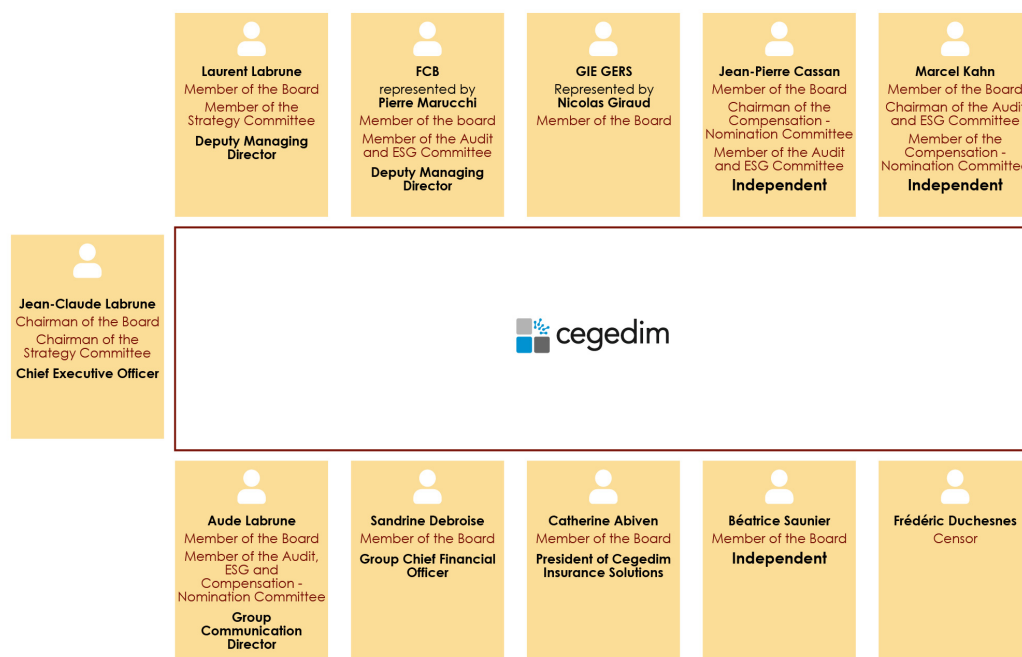 Laurent Labrune
Member of the Board
Member of the
Strategy Committee
Deputy Managing
Director
FCB
represented by
Pierre Marucchi
Member of the board
Member of the Audit
and ESG Committee
Deputy Managing
Director
GIE GERS
Represented by
Nicolas Giraud
Member of the Board
Jean-Pierre Cassan
Member of the Board
Chairman of the
Compensation -
Nomination Committee
Member of the Audit
and ESG Committee
Independent
Marcel Kahn
Member of the Board
Chairman of the Audit
and ESG Committee
Member of the
Compensation -
Nomination Committee
Independent
Jean-Claude Labrune
Chairman of the Board
Chairman of the
Strategy Committee
Chief Executive Officer
cegedim
Aude Labrune
Member of the Board
Member of the Audit,
ESG and
Compensation -
Nomination Committee
Group
Communication
Director
Sandrine Debroise
Member of the Board
Group Chief Financial
Officer
Catherine Abiven
Member of the Board
President of Cegedim
Insurance Solutions
Béatrice Saunier
Member of the Board
Independent
Frédéric Duchesnes
Censor